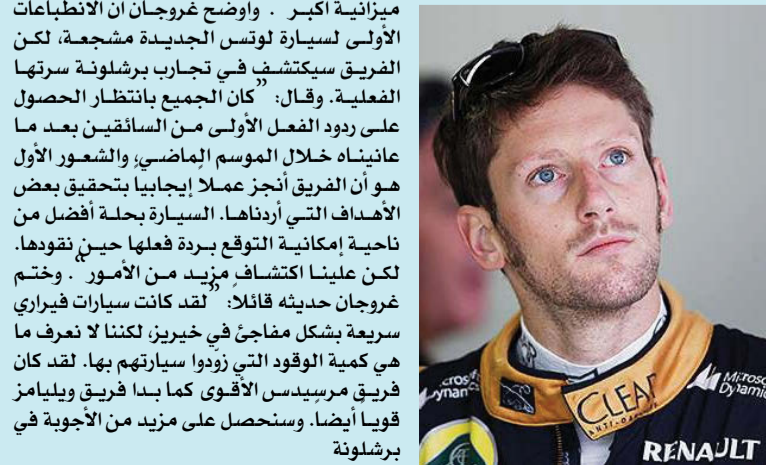 ميزانية أكبر". وأوضح غروجان أن الانطباعات
الأولى لسيارة لوتس الجديدة مشجعة، لكن
الفريق سيكتشف في تجارب برشلونة سرتها
الفعلية. وقال: "كان الجميع بانتظار الحصول
على ردود الفعل الأولى من السائقين بعد ما
عانيناه خلال الموسم الماضي، والشعور الأول
هو أن الفريق أنجز عملا إيجابيا بتحقيق بعض
الأهداف التي أردناها. السيارة بحلة أفضل من
ناحية إمكانية التوقع بردة فعلها حين نقودها.
لكن علينا اكتشاف مزيد من الأمور". وختم
غروجان حديثه قائلا: "لقد كانت سيارات فيراري
سريعة بشكل مفاجئ في خيريز، لكننا لا نعرف ما
هي كمية الوقود التي زودوا سيارتهم بها. لقد كان
فريق مرسيدس الأقوى كما بدا فريق ويليامز
قويا أيضا. وسنحصل على مزيد من الأجوبة في
برشلونة
CLEAR
Microsoft
Dynamics
RENAULT